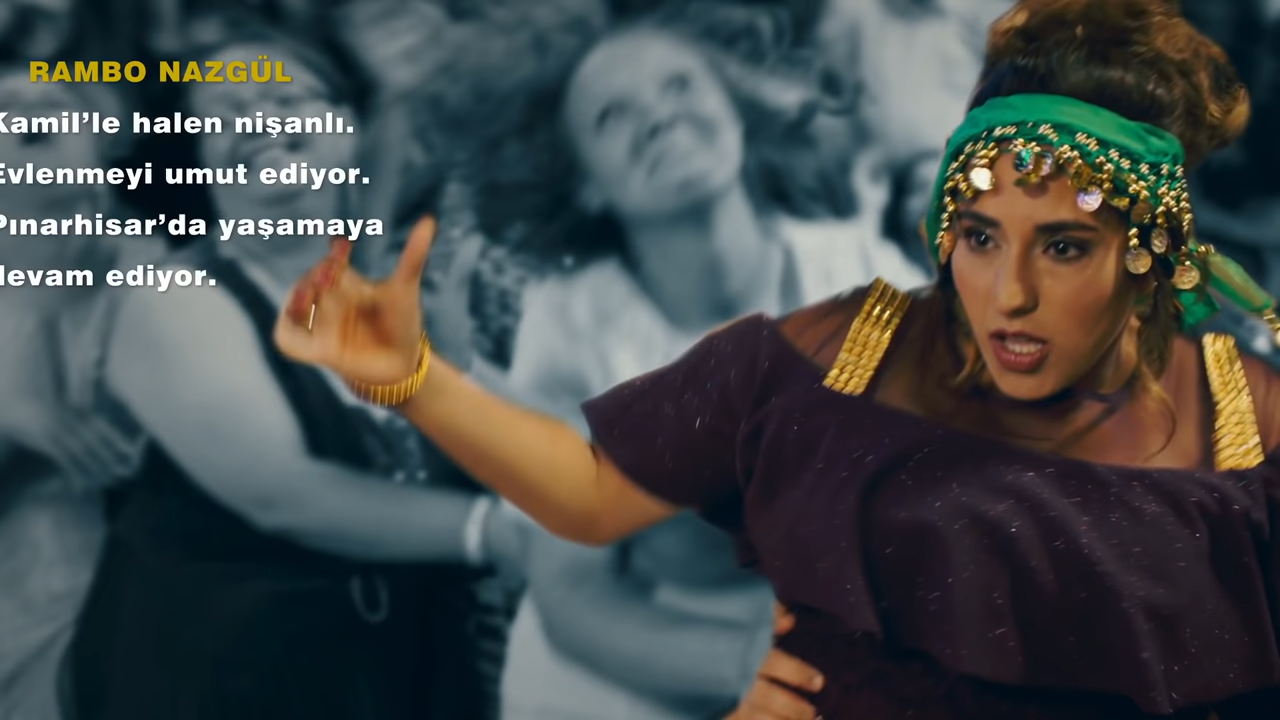 RAMBO NAZGÜL
Kamil’le halen nişanlı.
Evlenmeyi umut ediyor.
Pınarhisar’da yaşamaya
devam ediyor.